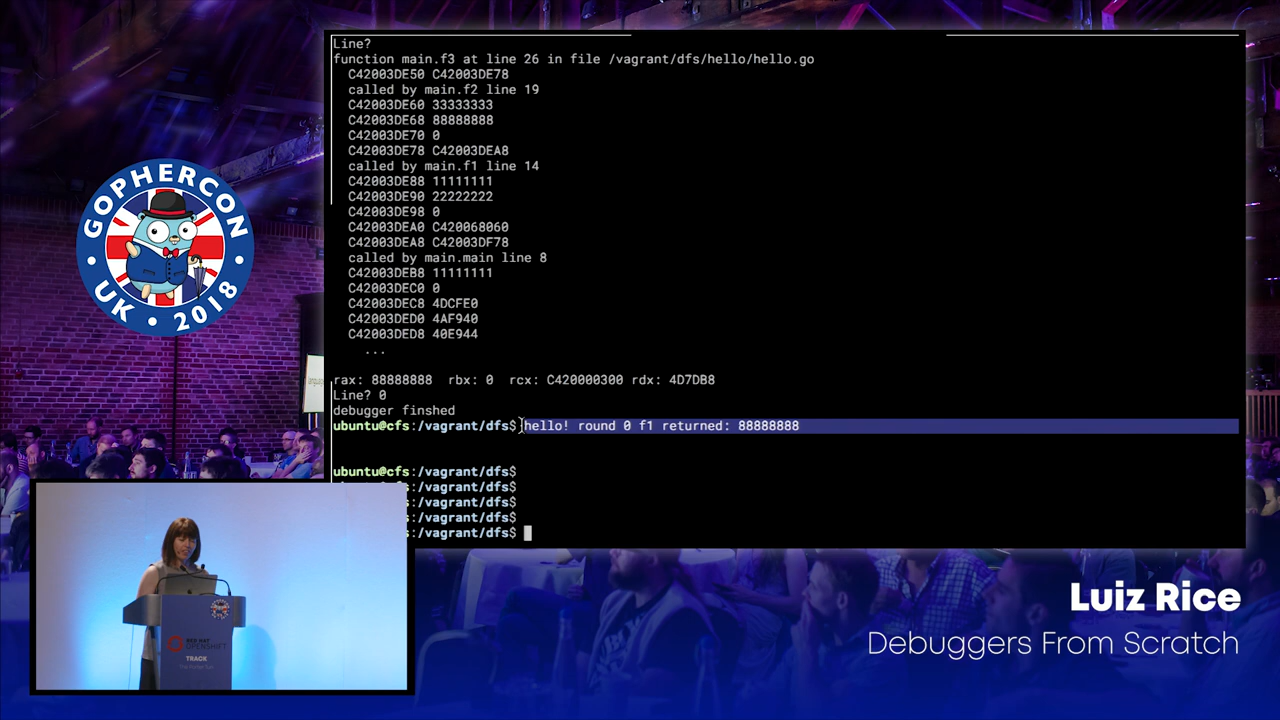 GOPHERCON
UK • 2018
Line?
function main.f3 at line 26 in file /vagrant/dfs/hello/hello.go
C42003DE50 C42003DE78
called by main.f2 line 19
C42003DE60 33333333
C42003DE68 88888888
C42003DE70 0
C42003DE78 C42003DEA8
called by main.f1 line 14
C42003DE88 11111111
C42003DE90 22222222
C42003DE98 0
C42003DEA0 C420068060
C42003DEA8 C42003DF78
called by main.main line 8
C42003DEB8 11111111
C42003DEC0 0
C42003DEC8 4DCFE0
C42003DED0 4AF940
C42003DED8 40E944
...
rax: 88888888 rbx: 0 rcx: C420000300 rdx: 4D7DB8
Line? 0
debugger finshed
ubuntu@cfs:/vagrant/dfs$ hello! round 0 f1 returned: 88888888
ubuntu@cfs:/vagrant/dfs$
s:/vagrant/dfs$
s:/vagrant/dfs$
s:/vagrant/dfs$
s:/vagrant/dfs$
RED HAT
OPENSHIFT
TRACK
Luiz Rice
Debuggers From Scratch